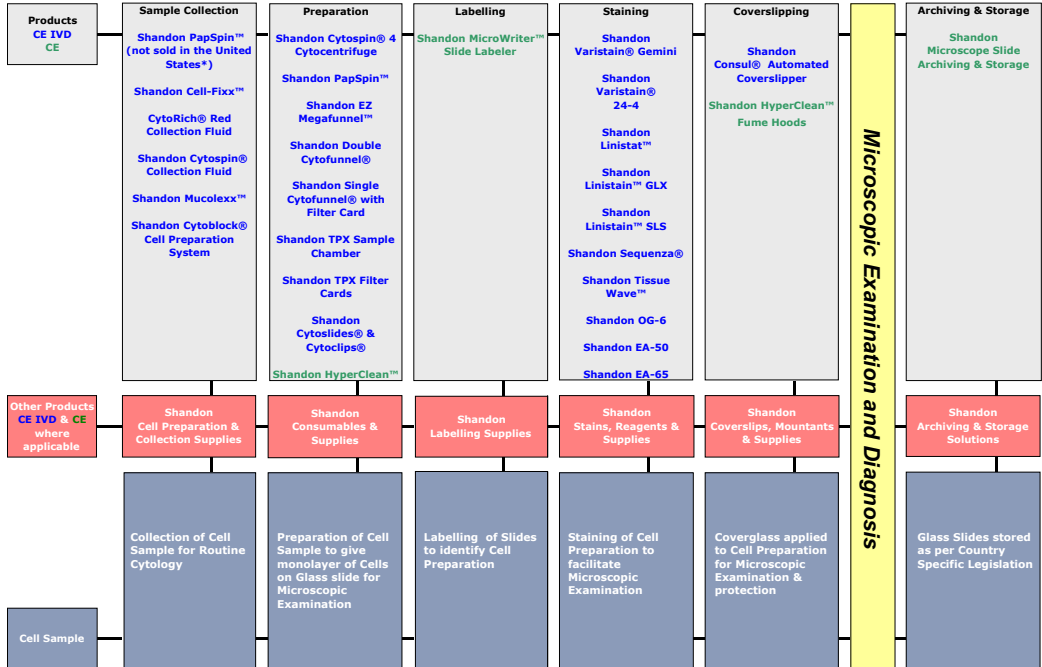 Products
CE IVD
CE
Sample Collection
Shandon PapSpin™
(not sold in the United
States*)
Shandon Cell-Fixx™
CytoRich® Red
Collection Fluid
Shandon Cytospin®
Collection Fluid
Shandon Mucolexx™
Shandon Cytoblock®
Cell Preparation
System
Preparation
Shandon Cytospin® 4
Cytocentrifuge
Shandon PapSpin™
Shandon EZ
Megafunnel™
Shandon Double
Cytofunnel®
Shandon Single
Cytofunnel® with
Filter Card
Shandon TPX Sample
Chamber
Shandon TPX Filter
Cards
Shandon
Cytoslides® &
Cytoclips®
Shandon HyperClean™
Labelling
Shandon MicroWriter™
Slide Labeler
Staining
Shandon
Varistain® Gemini
Shandon
Varistain®
24-4
Shandon
Linistat™
Shandon
Linistain™ GLX
Shandon
Linistain™ SLS
Shandon Sequenza®
Shandon Tissue
Wave™
Shandon OG-6
Shandon EA-50
Shandon EA-65
Coverslipping
Shandon
Consul® Automated
Coverslipper
Shandon HyperClean™
Fume Hoods
Microscopic Examination and Diagnosis
Archiving & Storage
Shandon
Microscope Slide
Archiving & Storage
Other Products
CE IVD & CE
where
applicable
Shandon
Cell Preparation &
Collection Supplies
Shandon
Consumables &
Supplies
Shandon
Labelling Supplies
Shandon
Stains, Reagents &
Supplies
Shandon
Coverslips, Mountants
& Supplies
Shandon
Archiving & Storage
Solutions
Cell Sample
Collection of Cell
Sample for Routine
Cytology
Preparation of Cell
Sample to give
monolayer of Cells
on Glass slide for
Microscopic
Examination
Labelling of Slides
to identify Cell
Preparation
Staining of Cell
Preparation to
facilitate
Microscopic
Examination
Coverglass applied
to Cell Preparation
for Microscopic
Examination &
protection
Glass Slides stored
as per Country
Specific Legislation